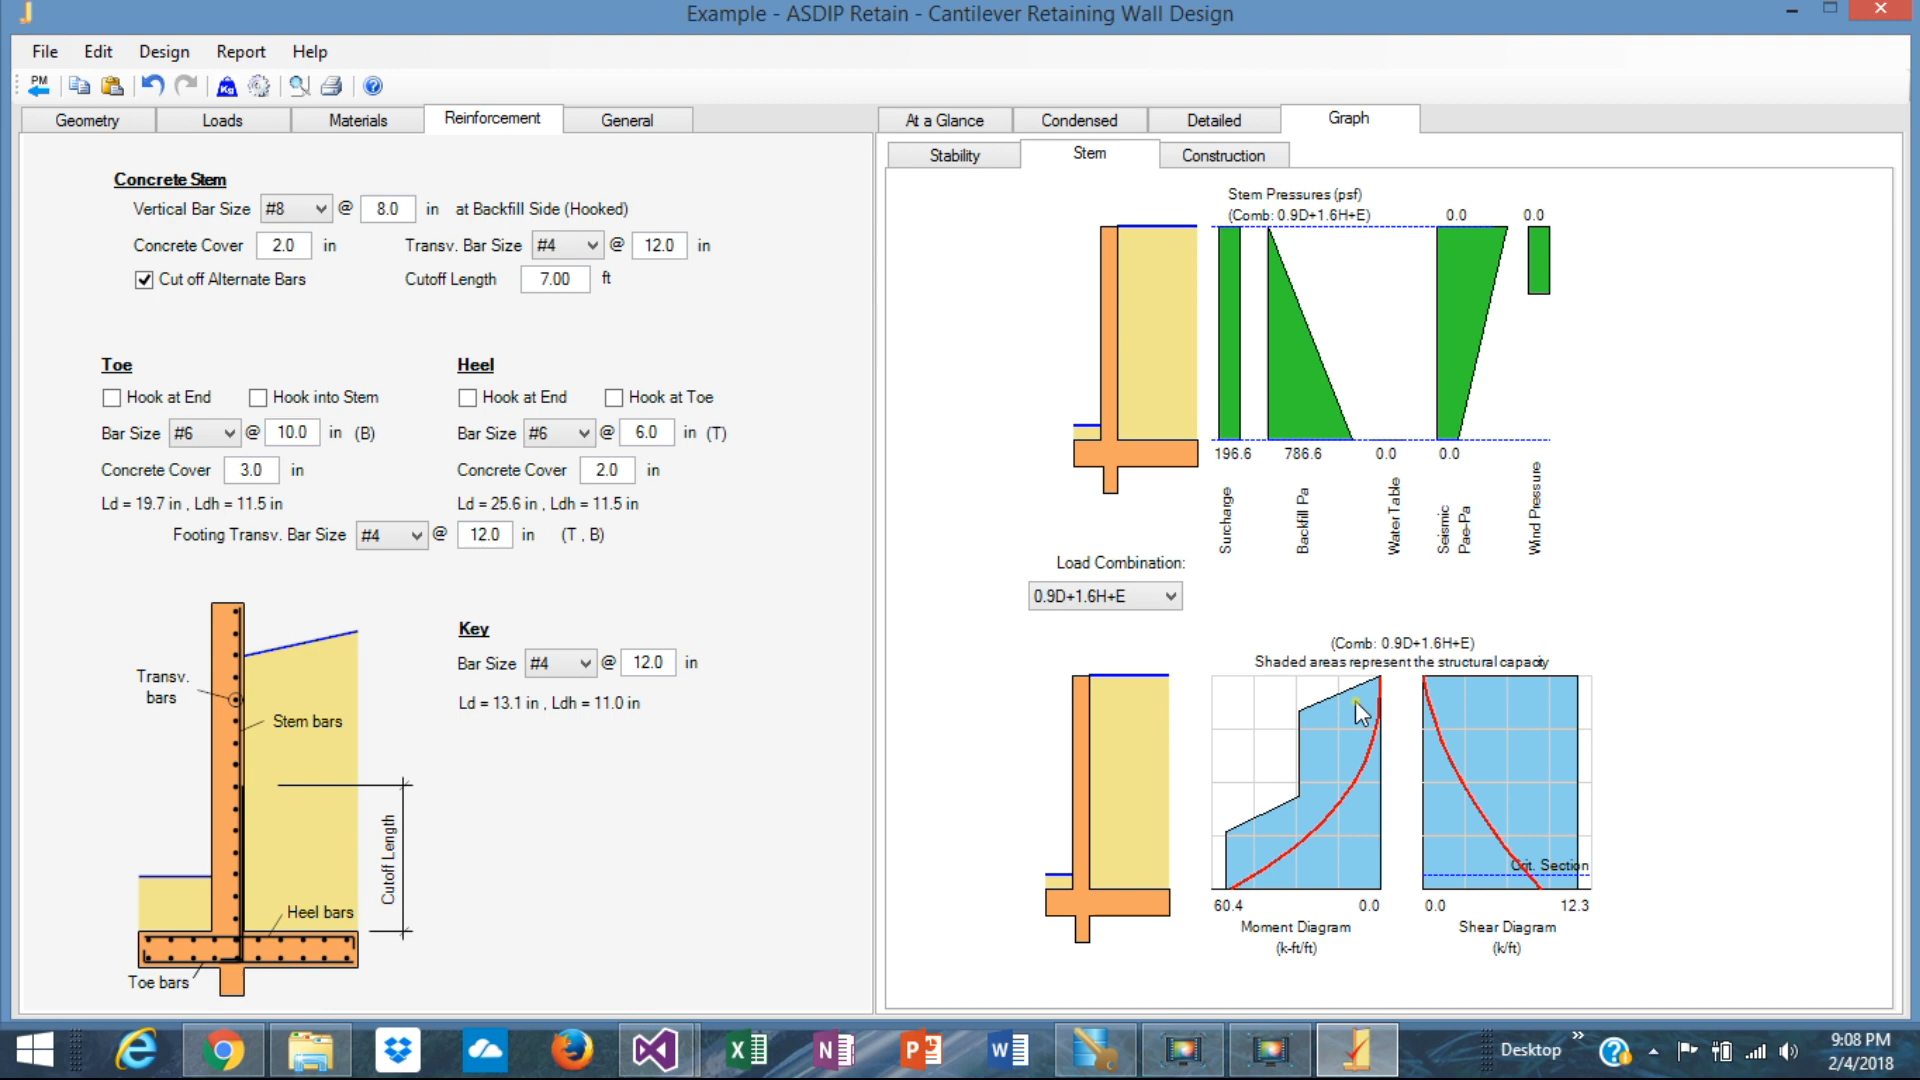 Example - ASDIP Retain - Cantilever Retaining Wall Design
File Edit Design Report Help
PM
Kg
Geometry Loads Materials Reinforcement General
At a Glance Condensed Detailed Graph
Stability Stem Construction
Concrete Stem
Vertical Bar Size #8 @ 8.0 in at Backfill Side (Hooked)
Concrete Cover 2.0 in Transv. Bar Size #4 @ 12.0 in
Cut off Alternate Bars Cutoff Length 7.00 ft
Toe
Hook at End Hook into Stem
Bar Size #6 @ 10.0 in (B)
Concrete Cover 3.0 in
Ld = 19.7 in , Ldh = 11.5 in
Heel
Hook at End Hook at Toe
Bar Size #6 @ 6.0 in (T)
Concrete Cover 2.0 in
Ld = 25.6 in , Ldh = 11.5 in
Footing Transv. Bar Size #4 @ 12.0 in (T , B)
Key
Bar Size #4 @ 12.0 in
Ld = 13.1 in , Ldh = 11.0 in
Transv.
bars
Stem bars
Cutoff Length
Heel bars
Toe bars
Stem Pressures (psf)
(Comb: 0.9D+1.6H+E) 0.0 0.0
196.6 786.6 0.0 0.0
Surcharge
Backfill Pa
Water Table
Seismic
Pae-Pa
Wind Pressure
Load Combination:
0.9D+1.6H+E
(Comb: 0.9D+1.6H+E)
Shaded areas represent the structural capacity
Crit. Section
60.4 0.0 0.0 12.3
Moment Diagram
(k-ft/ft)
Shear Diagram
(k/ft)
Desktop
9:08 PM
2/4/2018